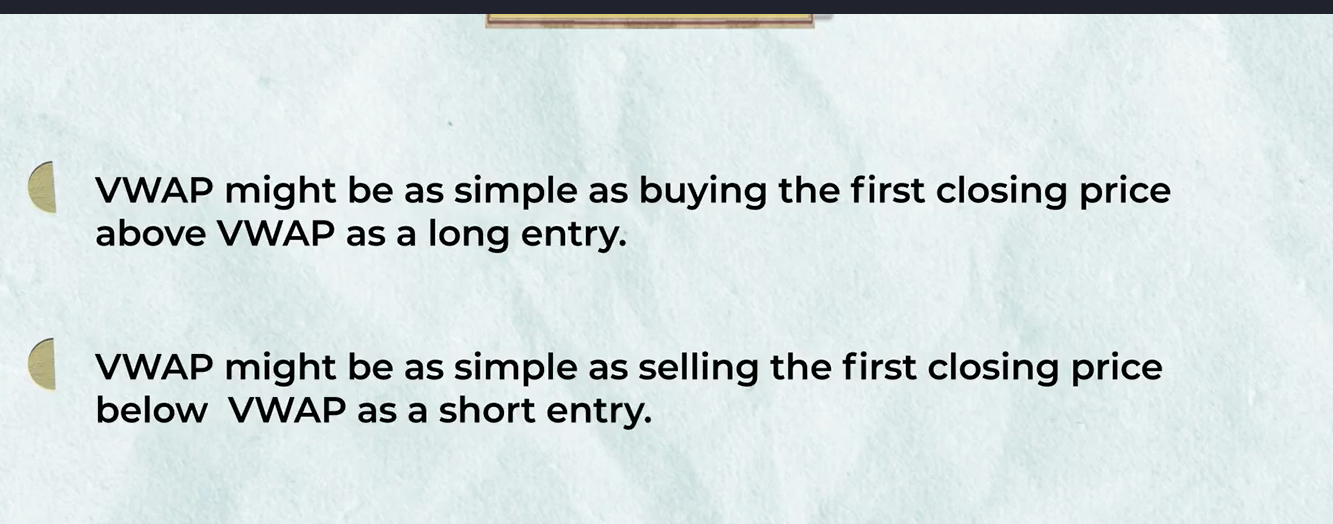 VWAP might be as simple as buying the first closing price
above VWAP as a long entry.
VWAP might be as simple as selling the first closing price
below  VWAP as a short entry.